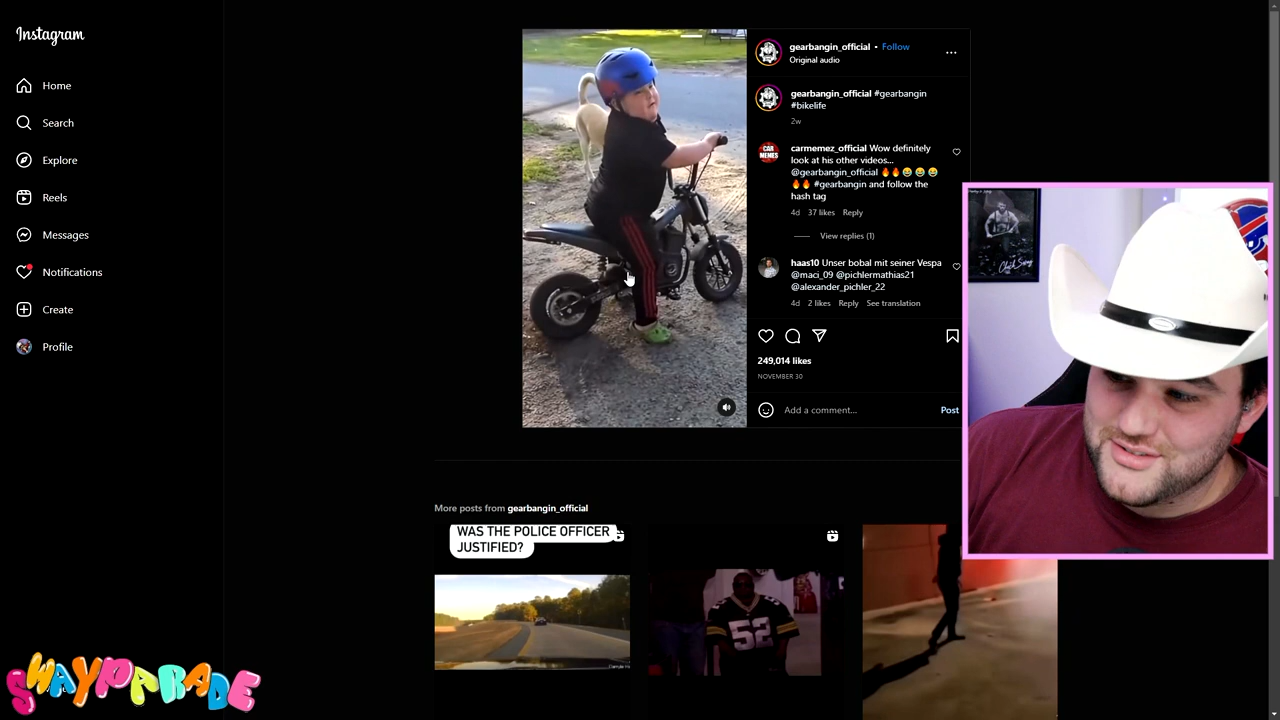 Instagram
Home
Search
Explore
Reels
Messages
Notifications
Create
Profile
gearbangin_official • Follow
Original audio
gearbangin_official #gearbangin
#bikelife
2w
CAR
MEMES
carmemez_official Wow definitely
look at his other videos...
@gearbangin_official 🔥🔥😂😂😂
🔥🔥 #gearbangin and follow the
hash tag
4d 37 likes Reply
View replies (1)
haas10 Unser bobal mit seiner Vespa
@maci_09 @pichlermathias21
@alexander_pichler_22
4d 2 likes Reply See translation
249,014 likes
NOVEMBER 30
Add a comment... Post
More posts from gearbangin_official
WAS THE POLICE OFFICER
JUSTIFIED?
52
SWAYPARADE